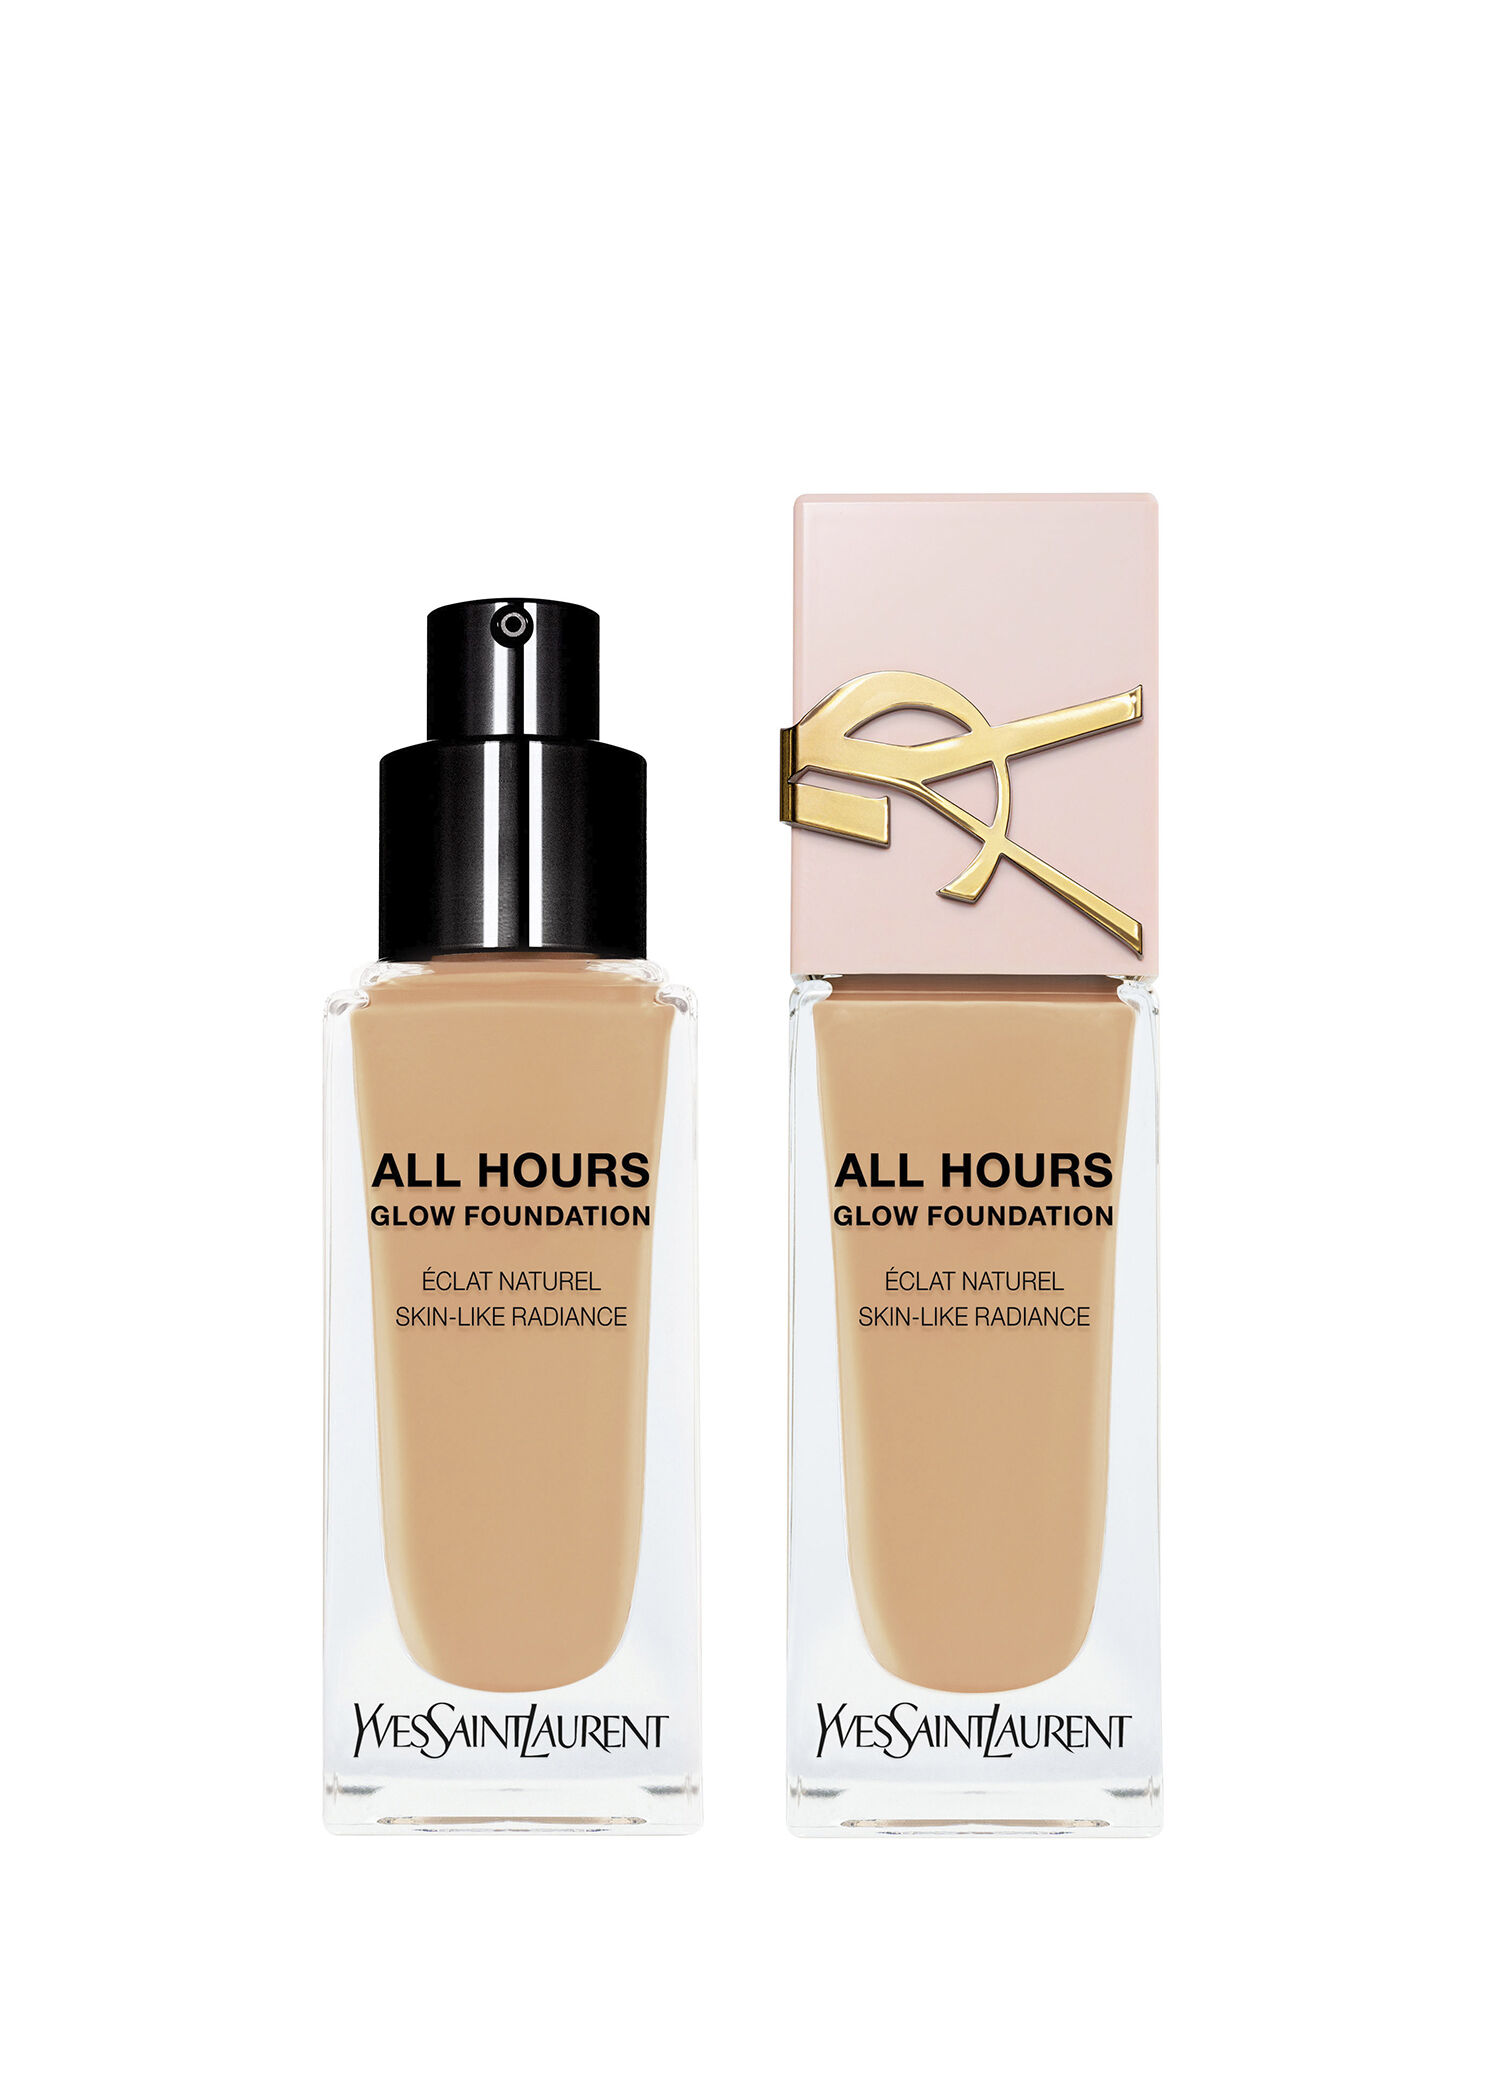 ALL HOURS
GLOW FOUNDATION
ÉCLAT NATUREL
SKIN-LIKE RADIANCE
YVESSAINTLAURENT
ALL HOURS
GLOW FOUNDATION
ÉCLAT NATUREL
SKIN-LIKE RADIANCE
YVESSAINTLAURENT